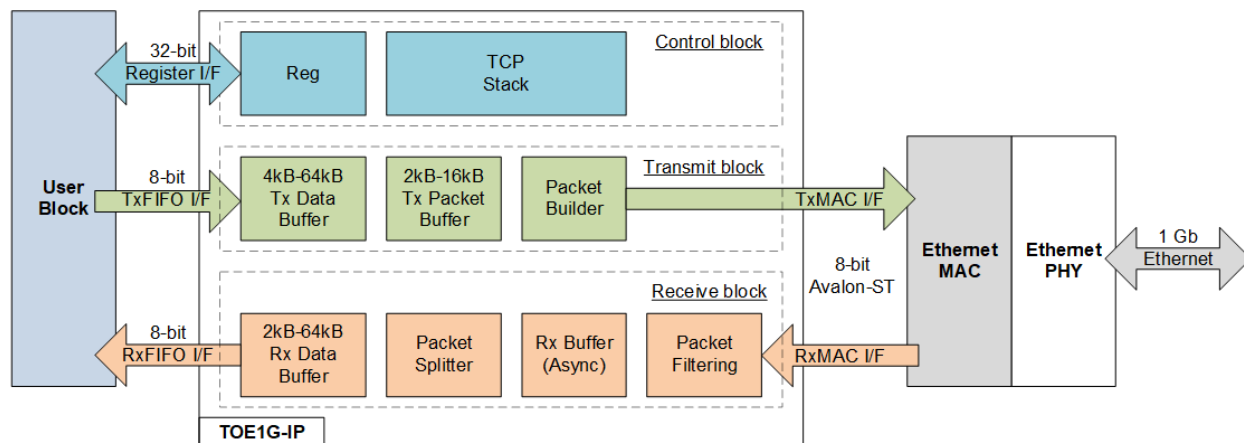 User
Block
32-bit
Register I/F
8-bit
TxFIFO I/F
8-bit
RxFIFO I/F
Control block
Reg
TCP
Stack
Transmit block
4kB-64kB
Tx Data
Buffer
2kB-16kB
Tx Packet
Buffer
Packet
Builder
TxMAC I/F
Receive block
2kB-64kB
Rx Data
Buffer
Packet
Splitter
Rx Buffer
(Async)
Packet
Filtering
RxMAC I/F
8-bit
Avalon-ST
Ethernet
MAC
Ethernet
PHY
1 Gb
Ethernet
TOE1G-IP